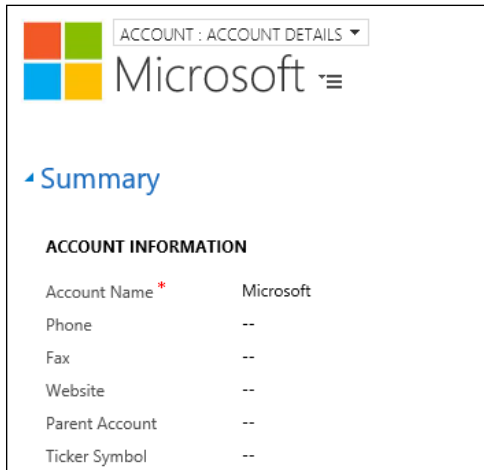 ACCOUNT : ACCOUNT DETAILS
Microsoft
Summary
ACCOUNT INFORMATION
Account Name * Microsoft
Phone --
Fax --
Website --
Parent Account --
Ticker Symbol --